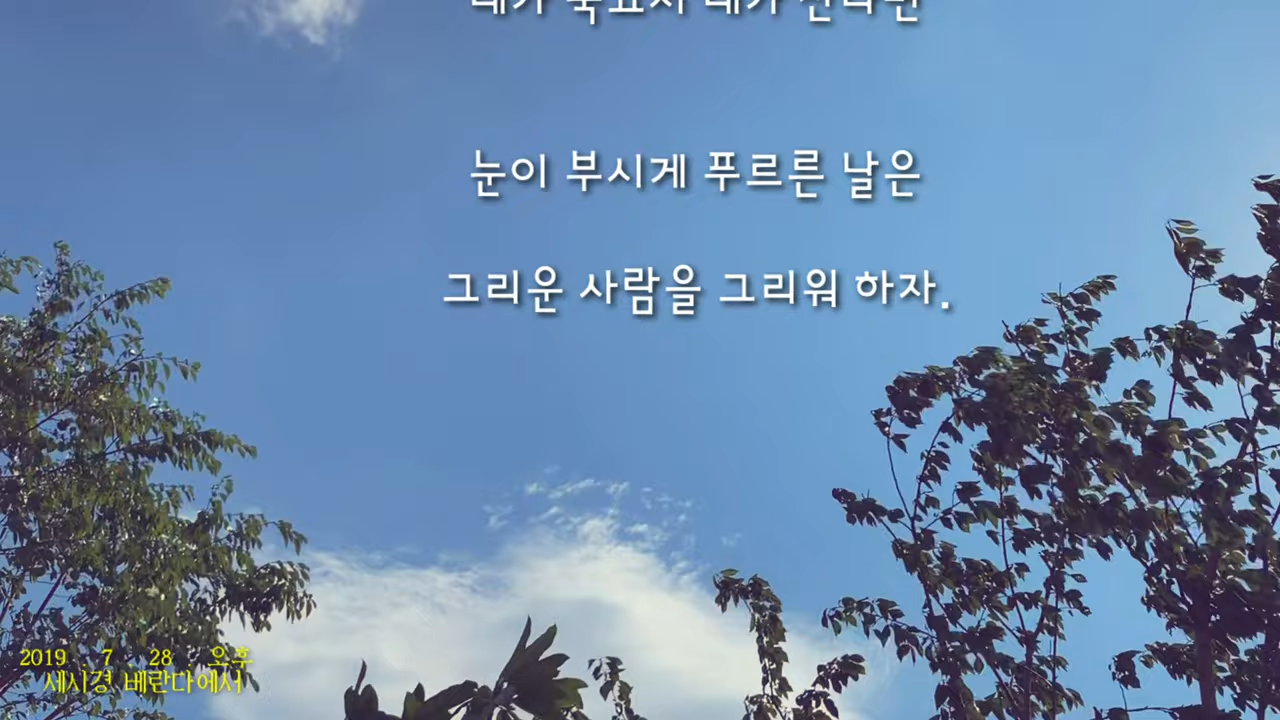 눈이 부시게 푸르른 날은
그리운 사람을 그리워 하자.
2019 . 7 . 28 . 오후
세시경 베란다에서